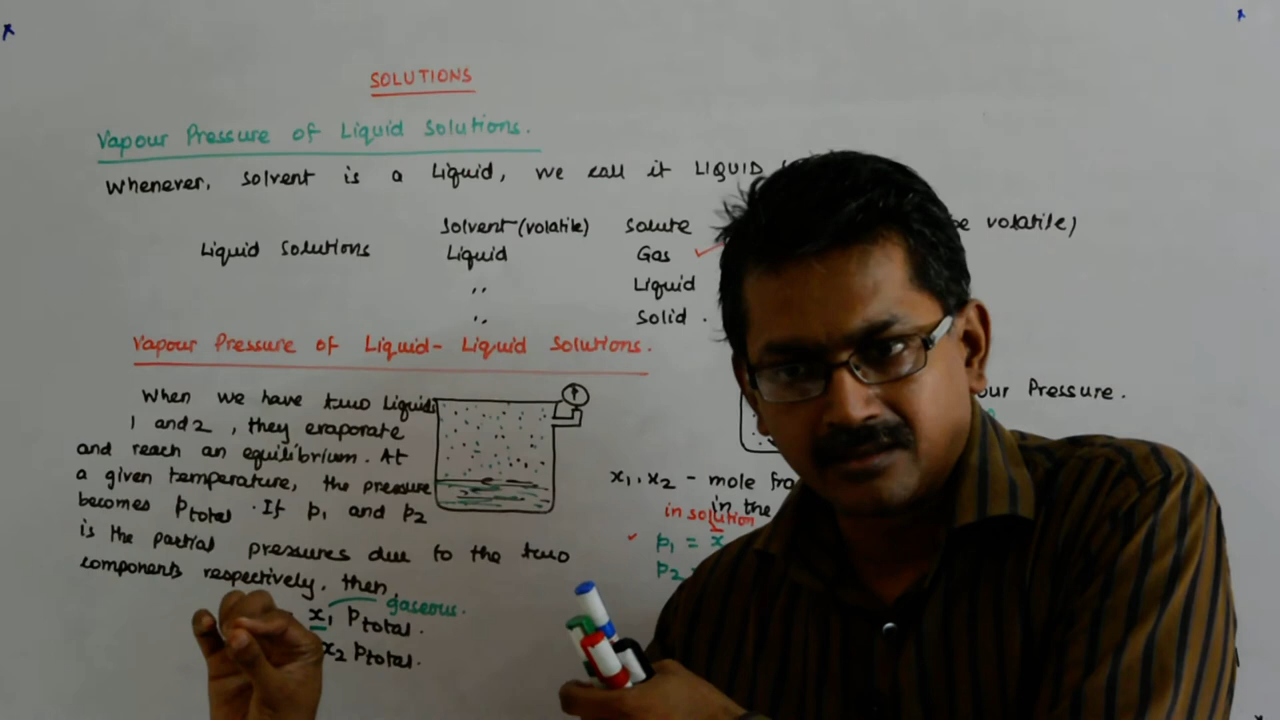 SOLUTIONS
Vapour Pressure of Liquid Solutions.
Whenever, solvent is a Liquid, we call it LIQUID
Solvent (volatile) Solute be volatile)
Liquid Solutions Liquid Gas
,, Liquid
,, Solid.
Vapour Pressure of Liquid - Liquid Solutions.
When we have two Liquids
1 and 2, they evaporate
and reach an equilibrium. At
a given temperature, the pressure
becomes Ptotal. If p1 and p2
is the partial pressures due to the two
components respectively, then,
gaseous.
x1 Ptotal.
x2 Ptotal.
Pressure.
x1, x2 - mole
in the
in solution
p1 = x
p2